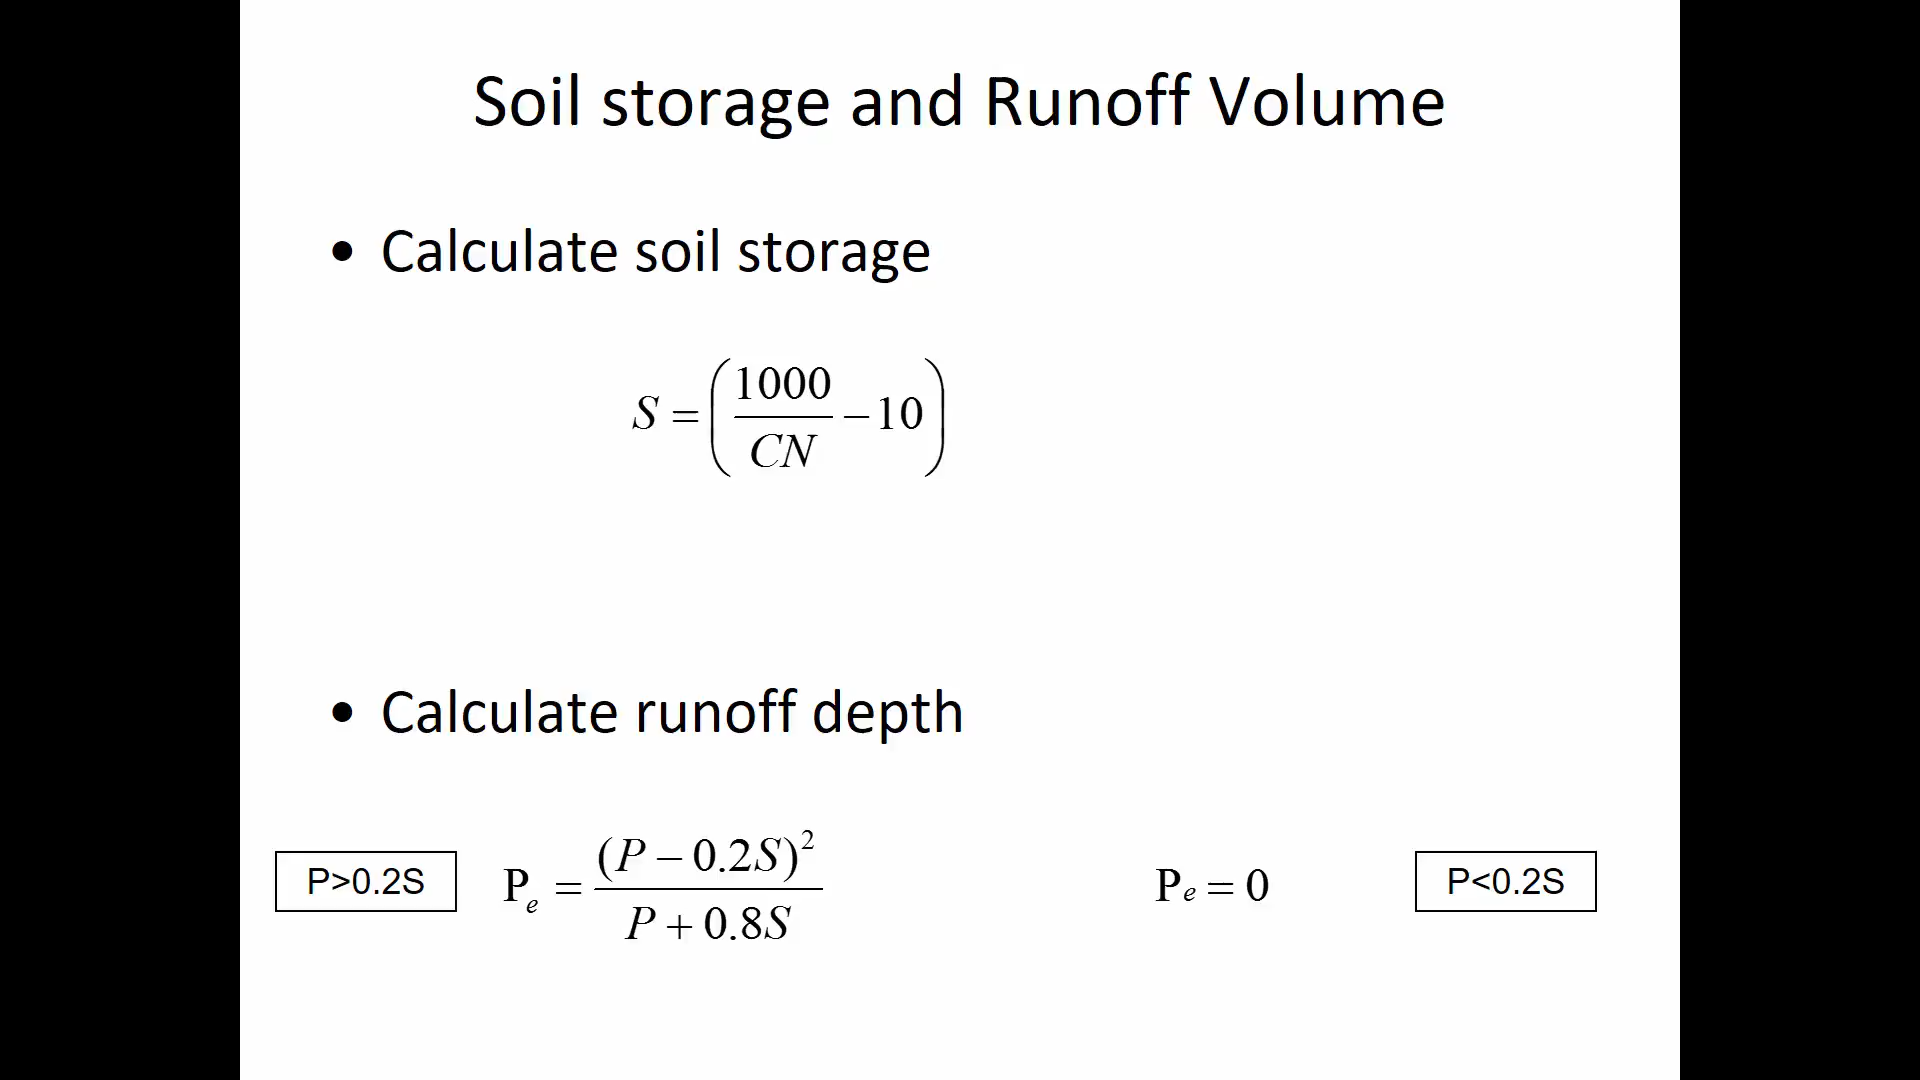 Soil storage and Runoff Volume
• Calculate soil storage
S = (1000/CN − 10)
• Calculate runoff depth
P>0.2S
Pₑ = (P − 0.2S)² / P + 0.8S
Pe = 0
P<0.2S